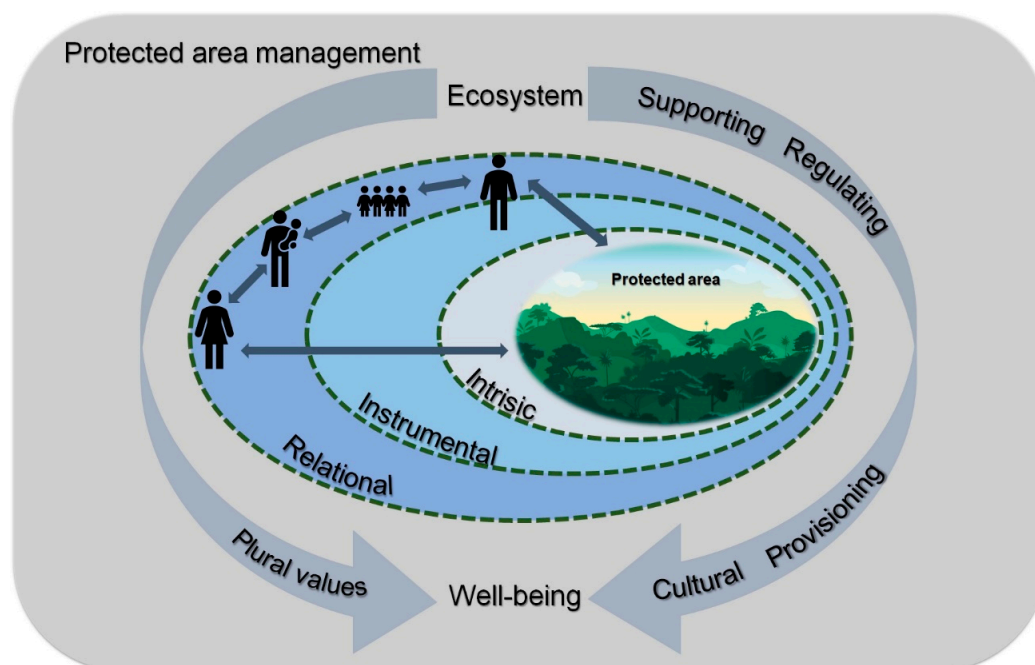 Protected area management
Ecosystem
Supporting Regulating
Protected area
Intrisic
Instrumental
Relational
Plural values
Well-being
Cultural Provisioning